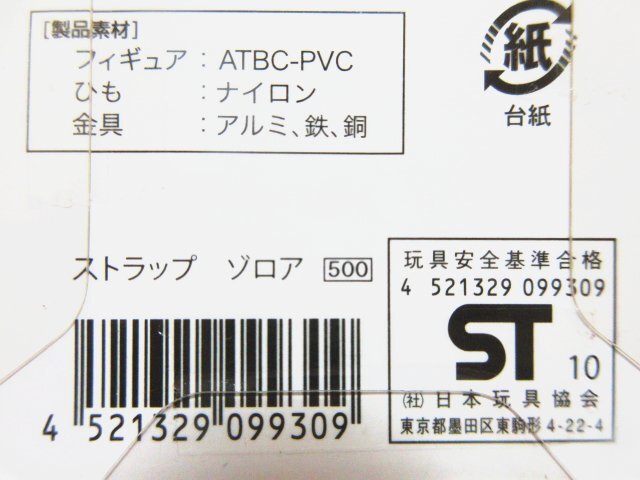 [製品素材]
フィギュア：ATBC-PVC
ひも　　　：ナイロン
金具　　　：アルミ、鉄、銅
紙
台紙
ストラップ　ゾロア 500
4 521329 099309
玩具安全基準合格
4 521329 099309
ST 10
(社) 日本玩具協会
東京都墨田区東駒形4-22-4